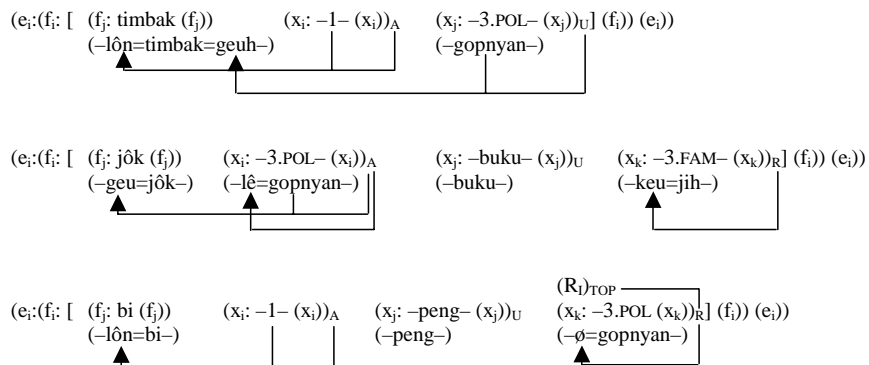 (eᵢ:(fᵢ: [ (fⱼ: timbak (fⱼ)) (xᵢ: –1– (xᵢ))A (xⱼ: –3.POL– (xⱼ))U] (fᵢ)) (eᵢ))
(–lôn=timbak=geuh–) (–gopnyan–)
(eᵢ:(fᵢ: [ (fⱼ: jôk (fⱼ)) (xᵢ: –3.POL– (xᵢ))A (xⱼ: –buku– (xⱼ))U (xₖ: –3.FAM– (xₖ))R] (fᵢ)) (eᵢ))
(–geu=jôk–) (–lê=gopnyan–) (–buku–) (–keu=jih–)
(RI)TOP
(eᵢ:(fᵢ: [ (fⱼ: bi (fⱼ)) (xᵢ: –1– (xᵢ))A (xⱼ: –peng– (xⱼ))U (xₖ: –3.POL (xₖ))R] (fᵢ)) (eᵢ))
(–lôn=bi–) (–peng–) (–ø=gopnyan–)